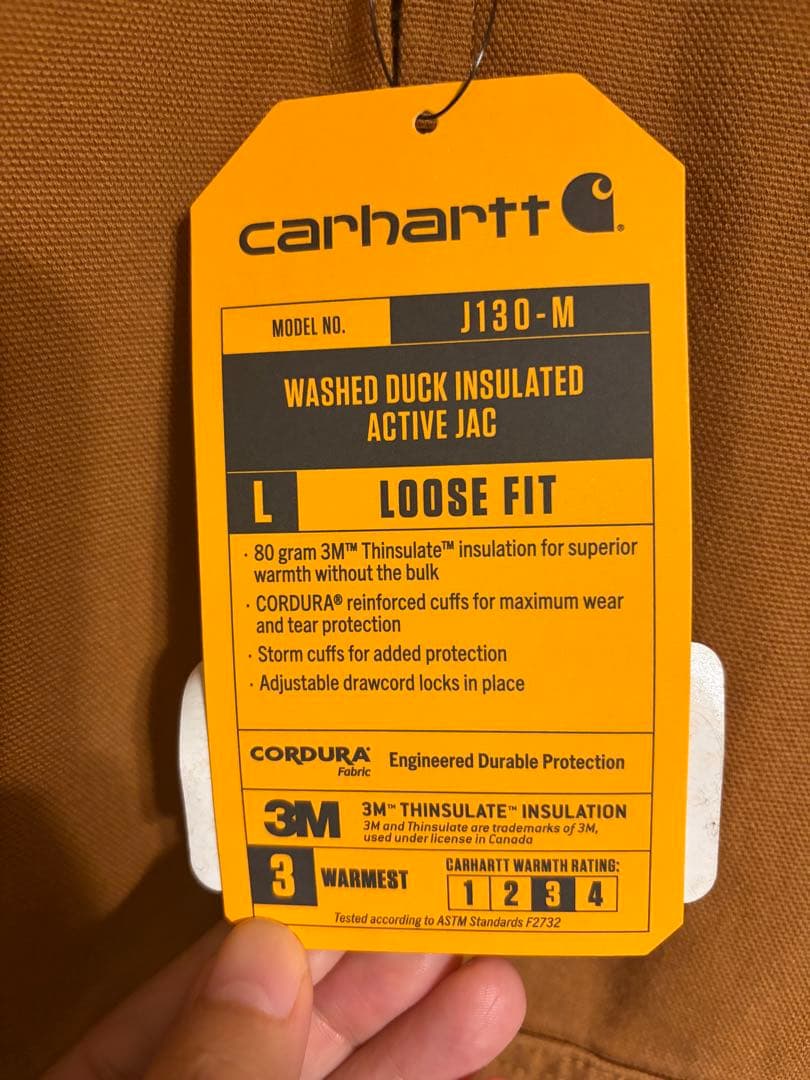 carhartt
MODEL NO. J130-M
WASHED DUCK INSULATED
ACTIVE JAC
L LOOSE FIT
· 80 gram 3M™ Thinsulate™ insulation for superior
warmth without the bulk
· CORDURA® reinforced cuffs for maximum wear
and tear protection
· Storm cuffs for added protection
· Adjustable drawcord locks in place
CORDURA® Engineered Durable Protection
Fabric
3M 3M™ THINSULATE™ INSULATION
3M and Thinsulate are trademarks of 3M,
used under license in Canada
3 WARMEST
CARHARTT WARMTH RATING:
1 2 3 4
Tested according to ASTM Standards F2732